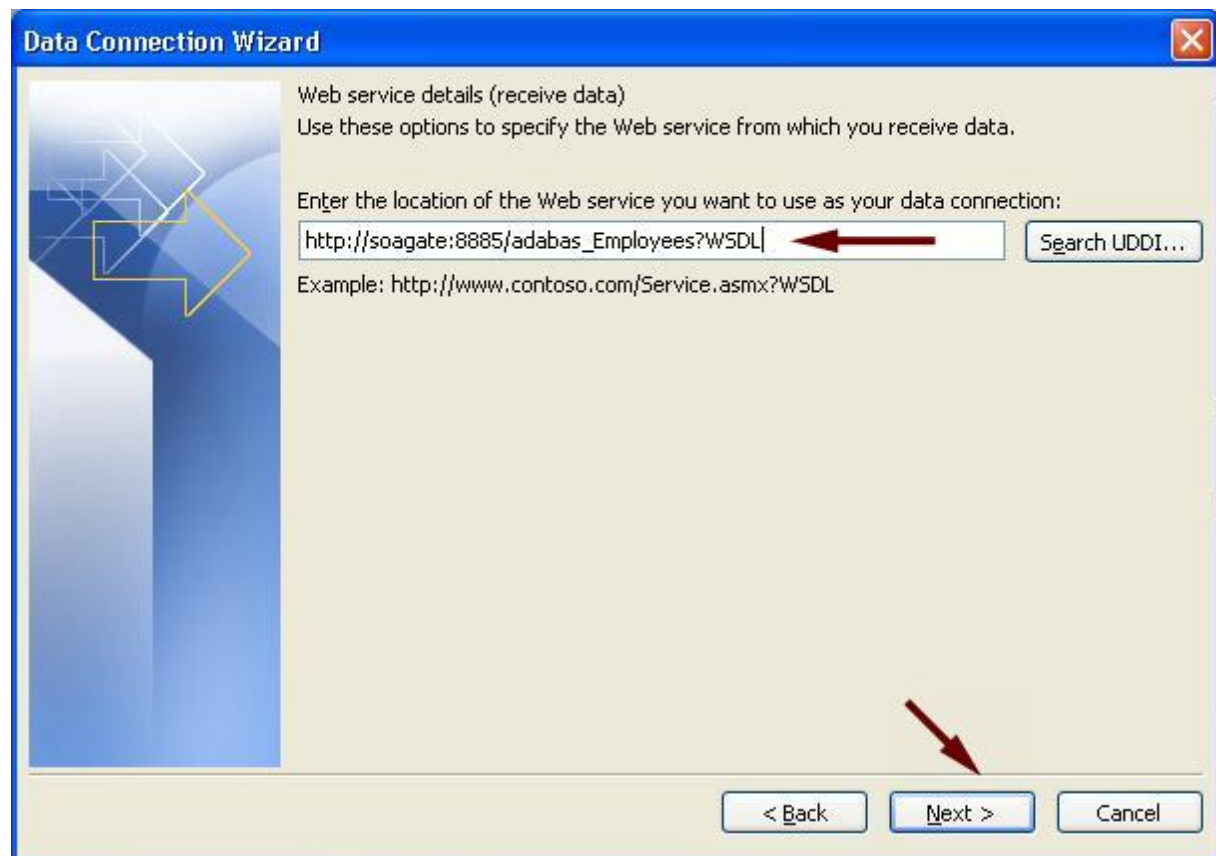 Data Connection Wizard
Web service details (receive data)
Use these options to specify the Web service from which you receive data.
Enter the location of the Web service you want to use as your data connection:
http://soagate:8885/adabas_Employees?WSDL
Search UDDI...
Example: http://www.contoso.com/Service.asmx?WSDL
< Back
Next >
Cancel